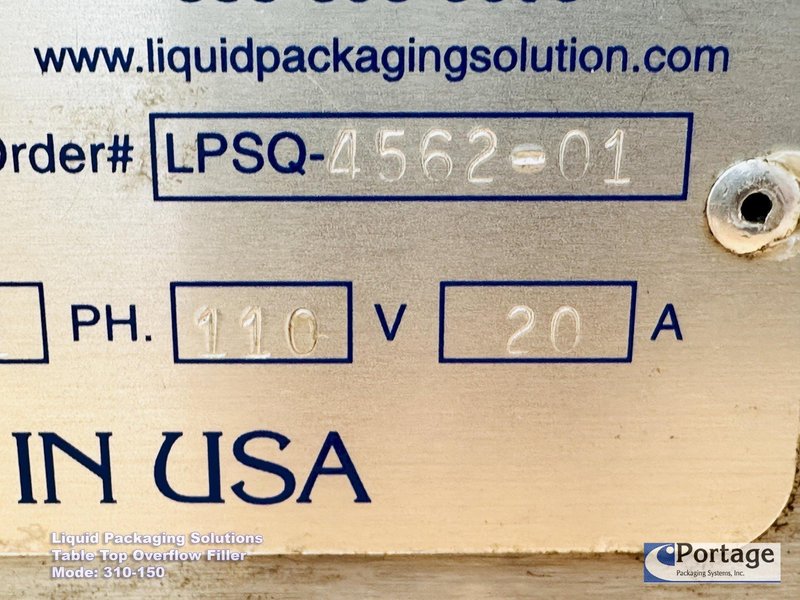 www.liquidpackagingsolution.com
Order# LPSQ-4562-01
PH. 110 V 20 A
IN USA
Liquid Packaging Solutions
Table Top Overflow Filler
Mode: 310-150
Portage
Packaging Systems, Inc.